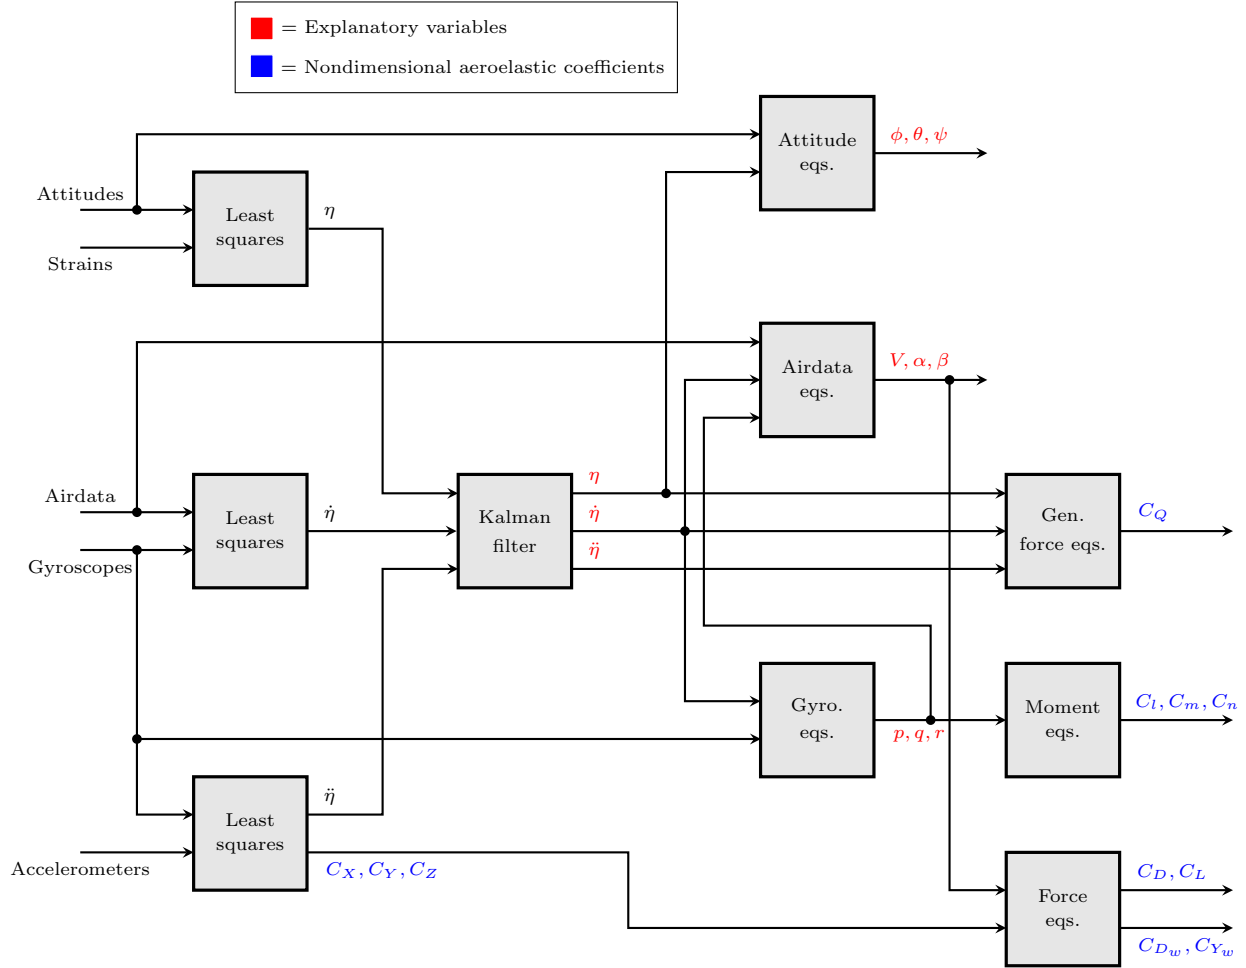 = Explanatory variables
= Nondimensional aeroelastic coefficients
Attitude
eqs.
ϕ, θ, ψ
Attitudes
Strains
Least
squares
η
Airdata
eqs.
V, α, β
Airdata
Gyroscopes
Least
squares
η̇
Kalman
filter
η
η̇
η̈
Gen.
force eqs.
C_Q
Gyro.
eqs.
p, q, r
Moment
eqs.
C_l, C_m, C_n
Accelerometers
Least
squares
η̈
C_X, C_Y, C_Z
Force
eqs.
C_D, C_L
C_{D_w}, C_{Y_w}